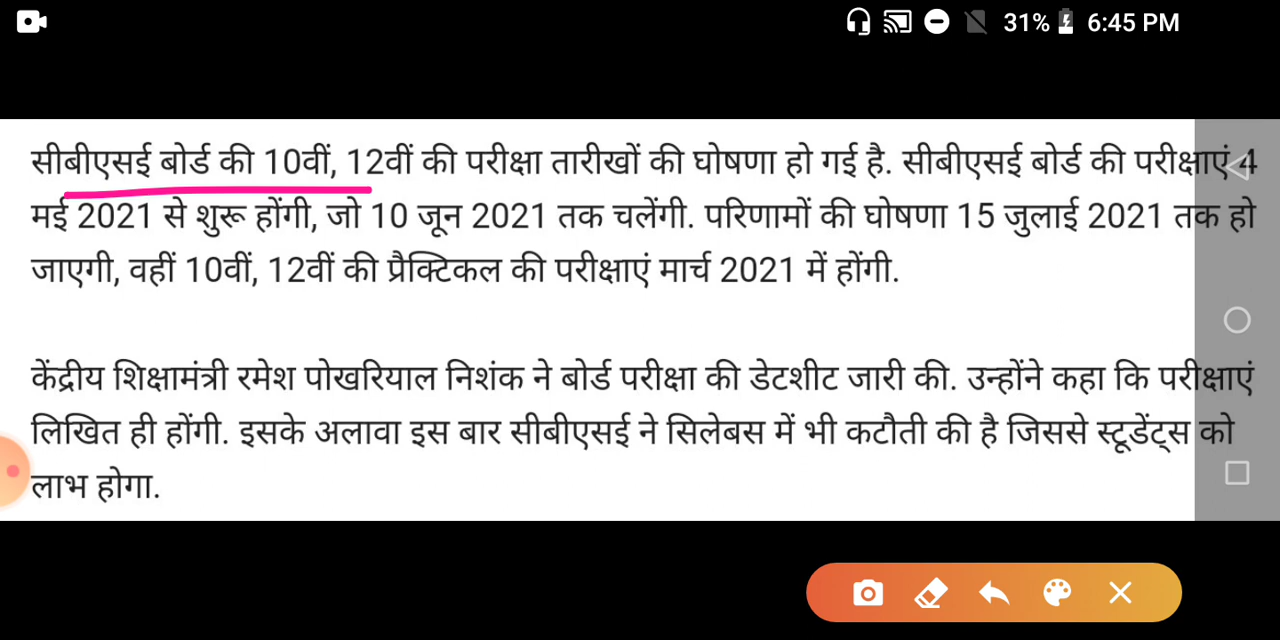 31% 6:45 PM
सीबीएसई बोर्ड की 10वीं, 12वीं की परीक्षा तारीखों की घोषणा हो गई है. सीबीएसई बोर्ड की परीक्षाएं 4
मई 2021 से शुरू होंगी, जो 10 जून 2021 तक चलेंगी. परिणामों की घोषणा 15 जुलाई 2021 तक हो
जाएगी, वहीं 10वीं, 12वीं की प्रैक्टिकल की परीक्षाएं मार्च 2021 में होंगी.
केंद्रीय शिक्षामंत्री रमेश पोखरियाल निशंक ने बोर्ड परीक्षा की डेटशीट जारी की. उन्होंने कहा कि परीक्षाएं
लिखित ही होंगी. इसके अलावा इस बार सीबीएसई ने सिलेबस में भी कटौती की है जिससे स्टूडेंट्स को
लाभ होगा.